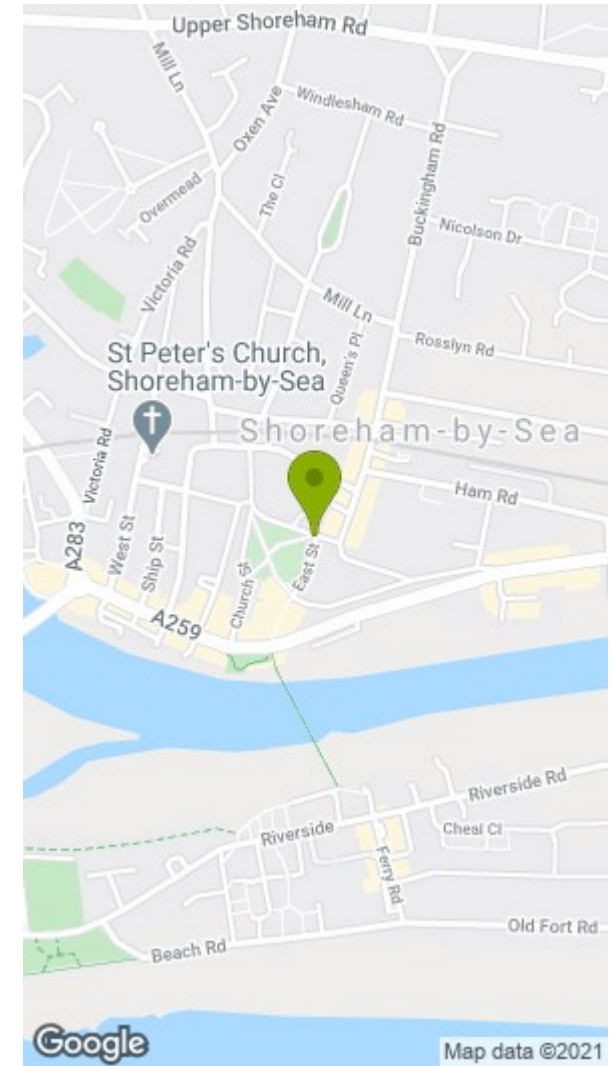 Upper Shoreham Rd
Mill Ln
Oxen Ave
Windlesham Rd
Buckingham Rd
Overmead
The Cl
Nicolson Dr
Victoria Rd
Mill Ln
Rosslyn Rd
St Peter's Church,
Shoreham-by-Sea
Queen's Pl
Shoreham-by-Sea
Victoria Rd
Ham Rd
A283
West St
Ship St
Church St
East St
A259
Riverside Rd
Riverside
Cheal Cl
Ferry Rd
Old Fort Rd
Beach Rd
Google
Map data ©2021